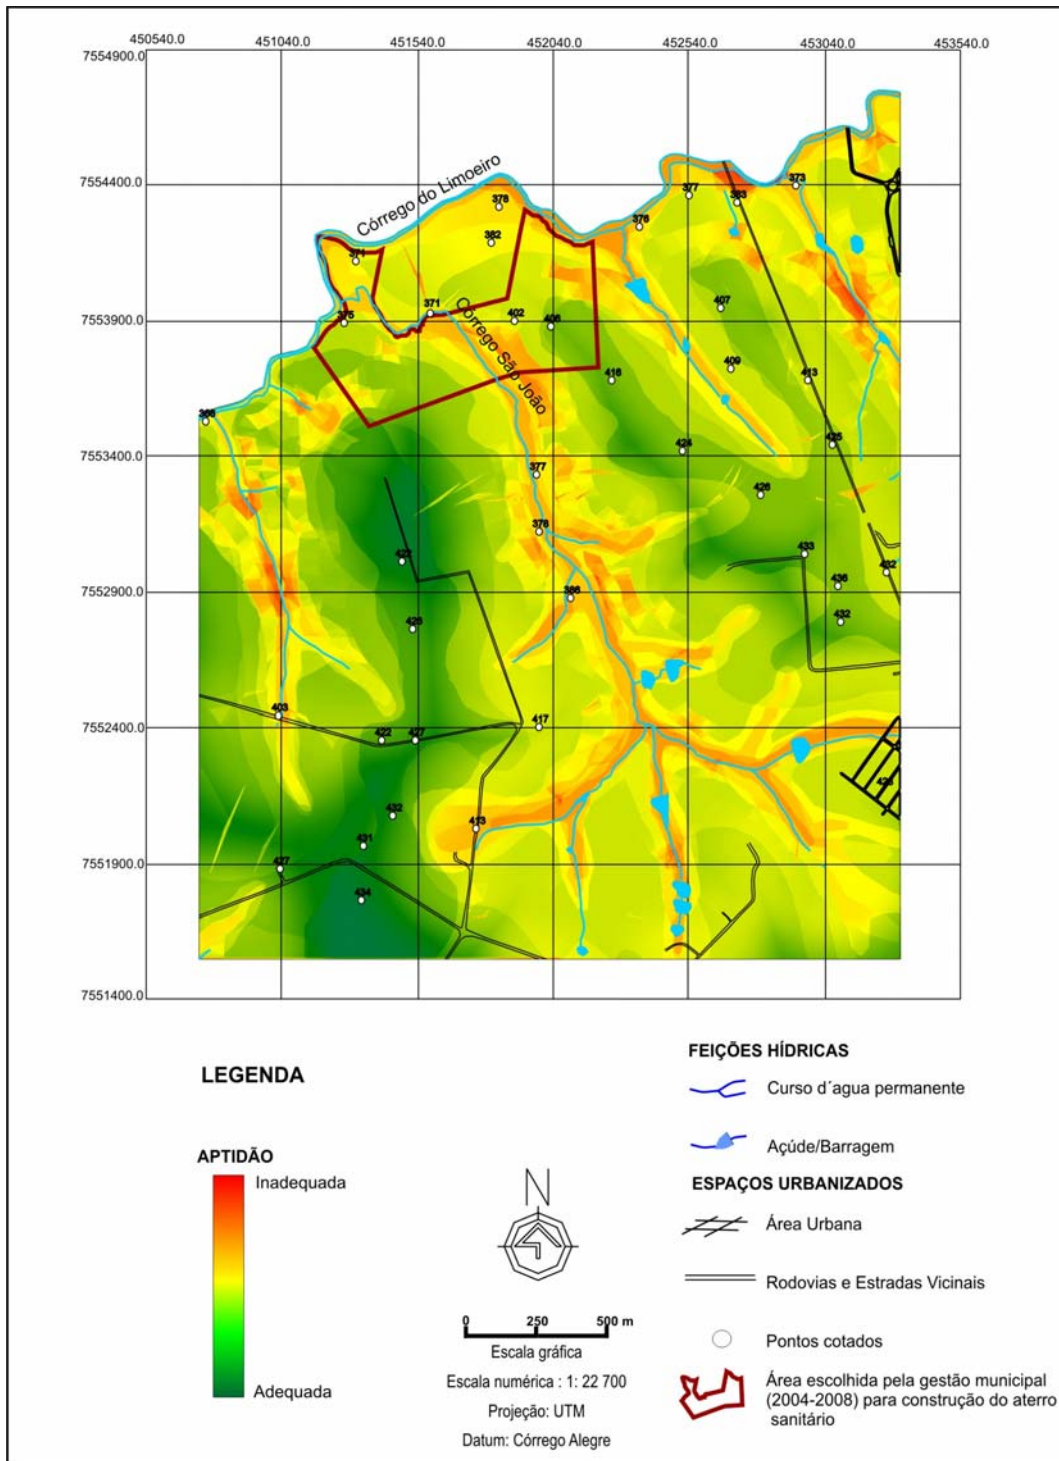 450540.0 451040.0 451540.0 452040.0 452540.0 453040.0 453540.0
7554900.0
7554400.0
7553900.0
7553400.0
7552900.0
7552400.0
7551900.0
7551400.0
Córrego do Limoeiro
Córrego São João
373
377
383
378
376
382
371
407
371
402
406
375
409
413
416
425
424
377
426
376
433
432
422
436
386
432
426
403
417
422
427
432
413
431
427
434
LEGENDA
APTIDÃO
Inadequada
Adequada
N
0 250 500 m
Escala gráfica
Escala numérica : 1: 22 700
Projeção: UTM
Datum: Córrego Alegre
FEIÇÕES HÍDRICAS
Curso d´agua permanente
Açúde/Barragem
ESPAÇOS URBANIZADOS
Área Urbana
Rodovias e Estradas Vicinais
Pontos cotados
Área escolhida pela gestão municipal
(2004-2008) para construção do aterro
sanitário